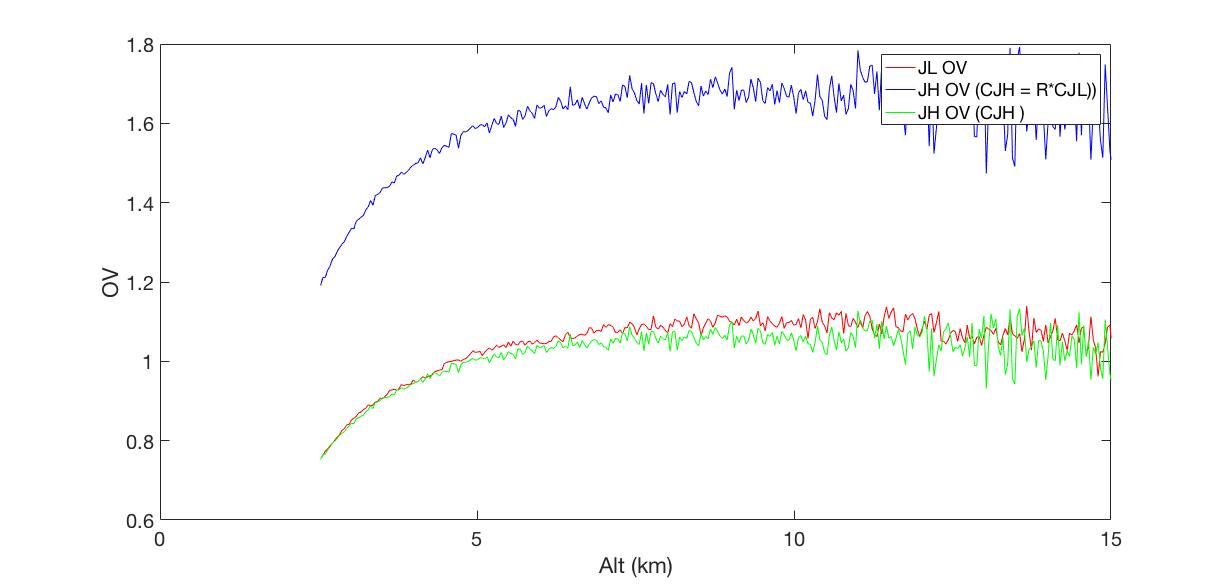 1.8
1.6
1.4
1.2
1
0.8
0.6
OV
0
5
10
15
Alt (km)
JL OV
JH OV (CJH = R*CJL))
JH OV (CJH )